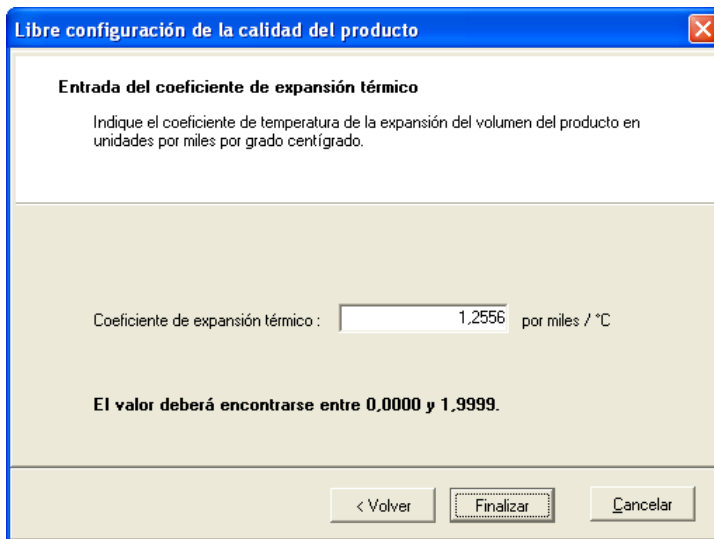 Libre configuración de la calidad del producto
Entrada del coeficiente de expansión térmico
Indique el coeficiente de temperatura de la expansión del volumen del producto en
unidades por miles por grado centígrado.
Coeficiente de expansión térmico : 1,2556 por miles / °C
El valor deberá encontrarse entre 0,0000 y 1,9999.
< Volver Finalizar Cancelar